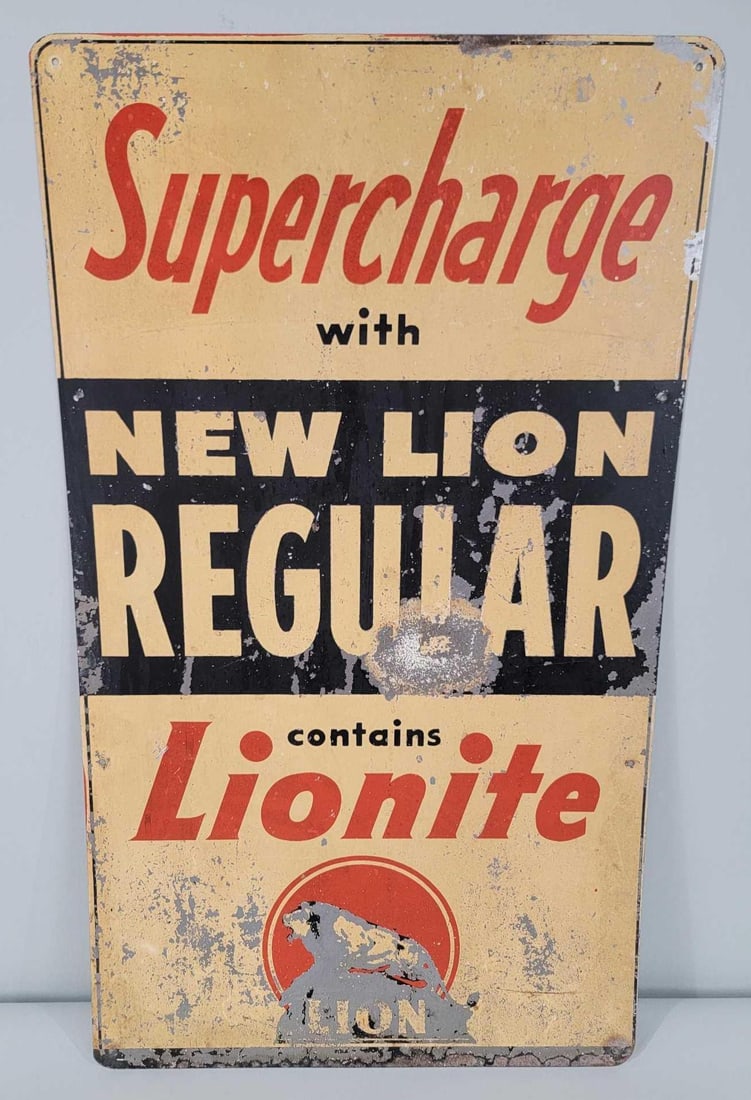 Supercharge
with
NEW LION
REGULAR
contains
Lionite
LION